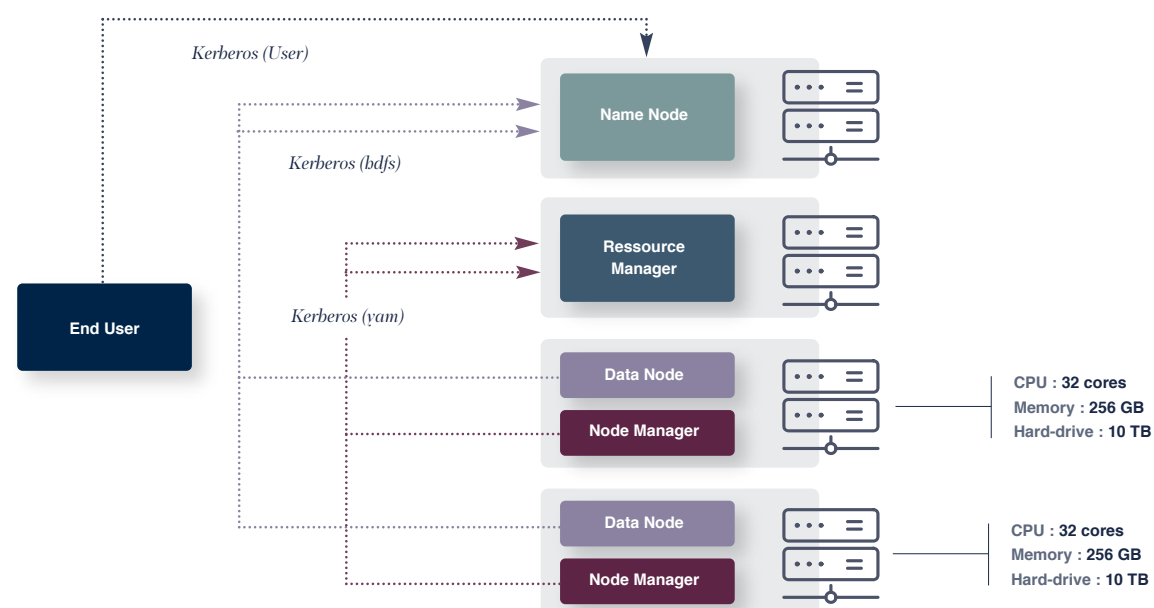 Kerberos (User)
Name Node
Kerberos (bdfs)
Ressource
Manager
Kerberos (yam)
End User
Data Node
Node Manager
CPU : 32 cores
Memory : 256 GB
Hard-drive : 10 TB
Data Node
Node Manager
CPU : 32 cores
Memory : 256 GB
Hard-drive : 10 TB